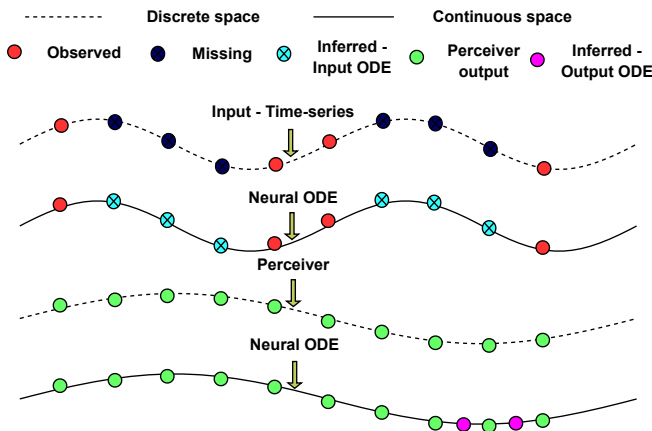 Discrete space Continuous space
Observed Missing Inferred - Input ODE Perceiver output Inferred - Output ODE
Input - Time-series
Neural ODE
Perceiver
Neural ODE